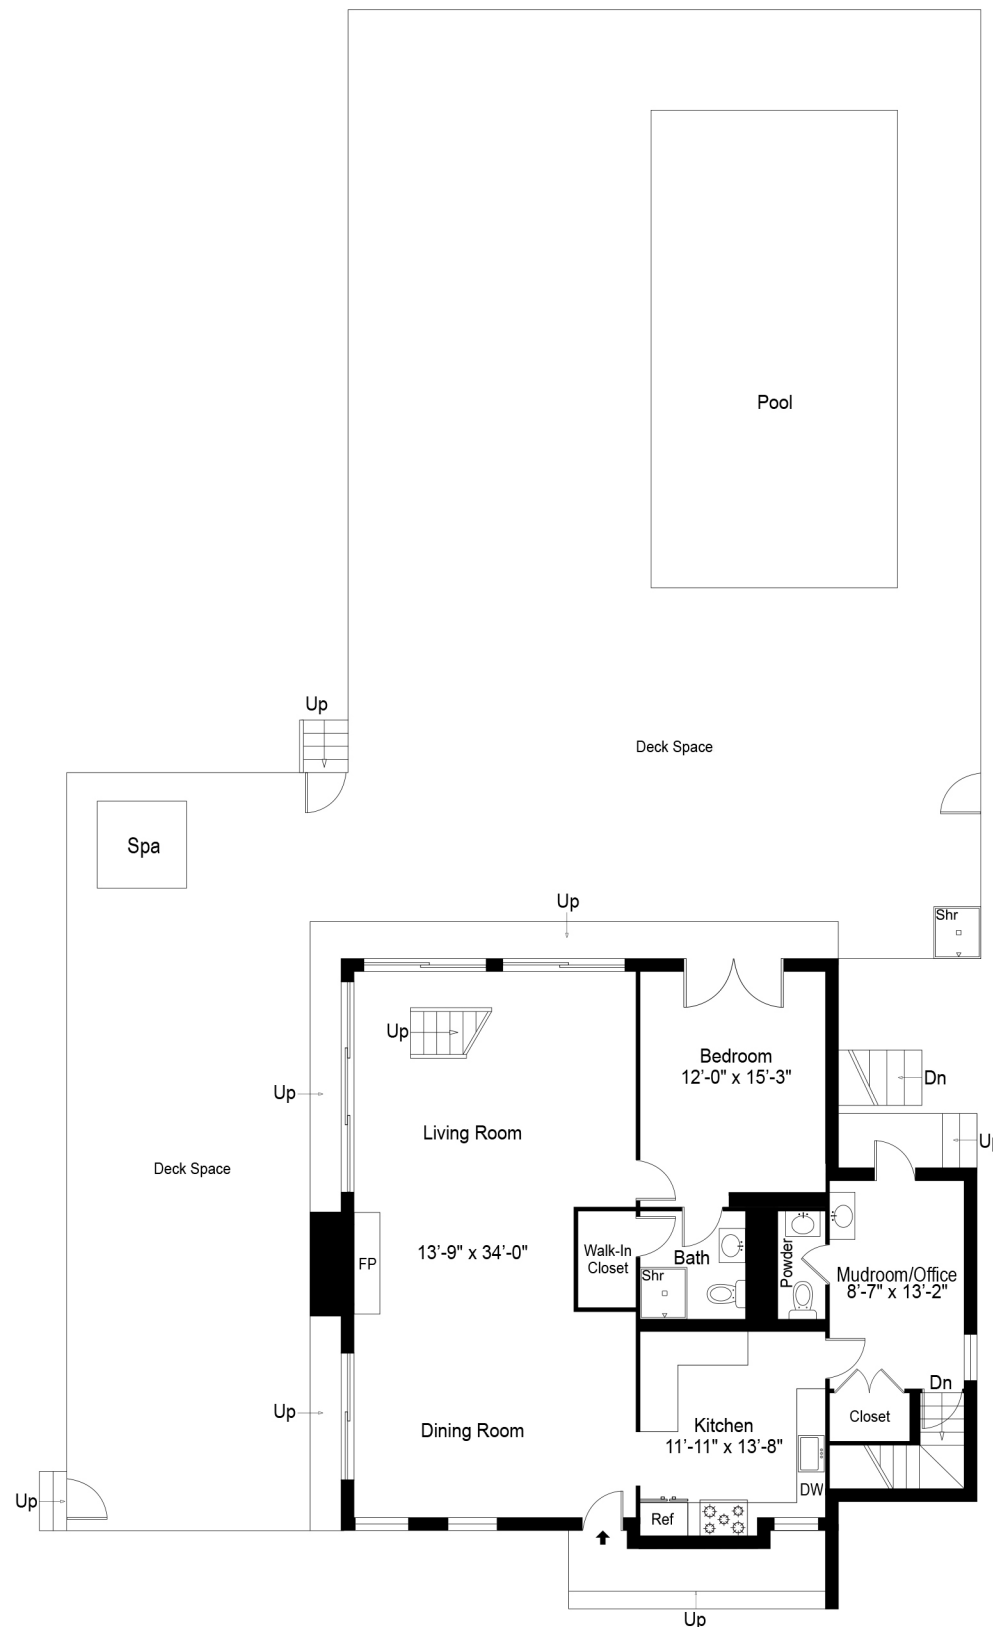 Pool
Up
Deck Space
Spa
Up
Shr
Up
Bedroom
12'-0" x 15'-3"
Dn
Up
Living Room
Up
Deck Space
13'-9" x 34'-0"
FP
Walk-In
Closet
Bath
Shr
Powder
Mudroom/Office
8'-7" x 13'-2"
Dn
Closet
Up
Dining Room
Kitchen
11'-11" x 13'-8"
DW
Ref
Up
Up